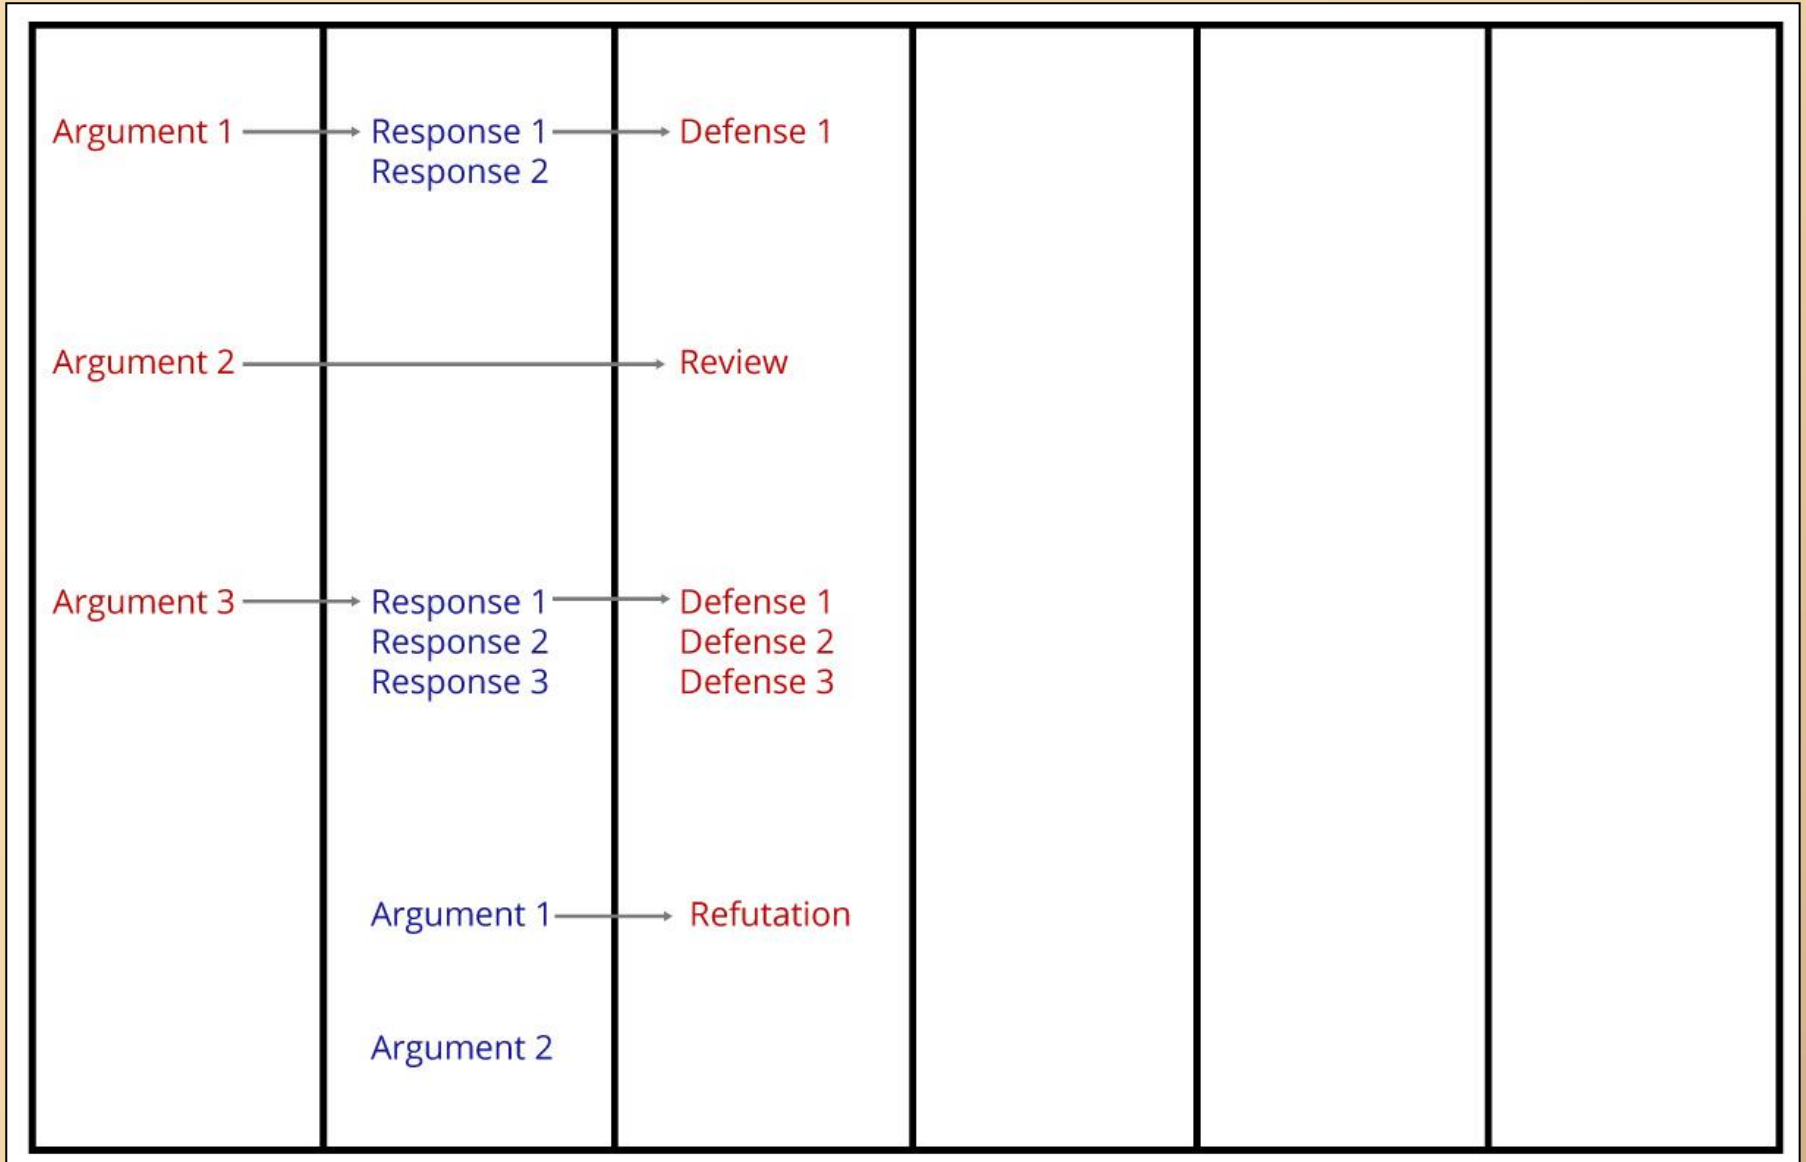 Argument 1
Response 1
Defense 1
Response 2
Argument 2
Review
Argument 3
Response 1
Defense 1
Response 2
Defense 2
Response 3
Defense 3
Argument 1
Refutation
Argument 2